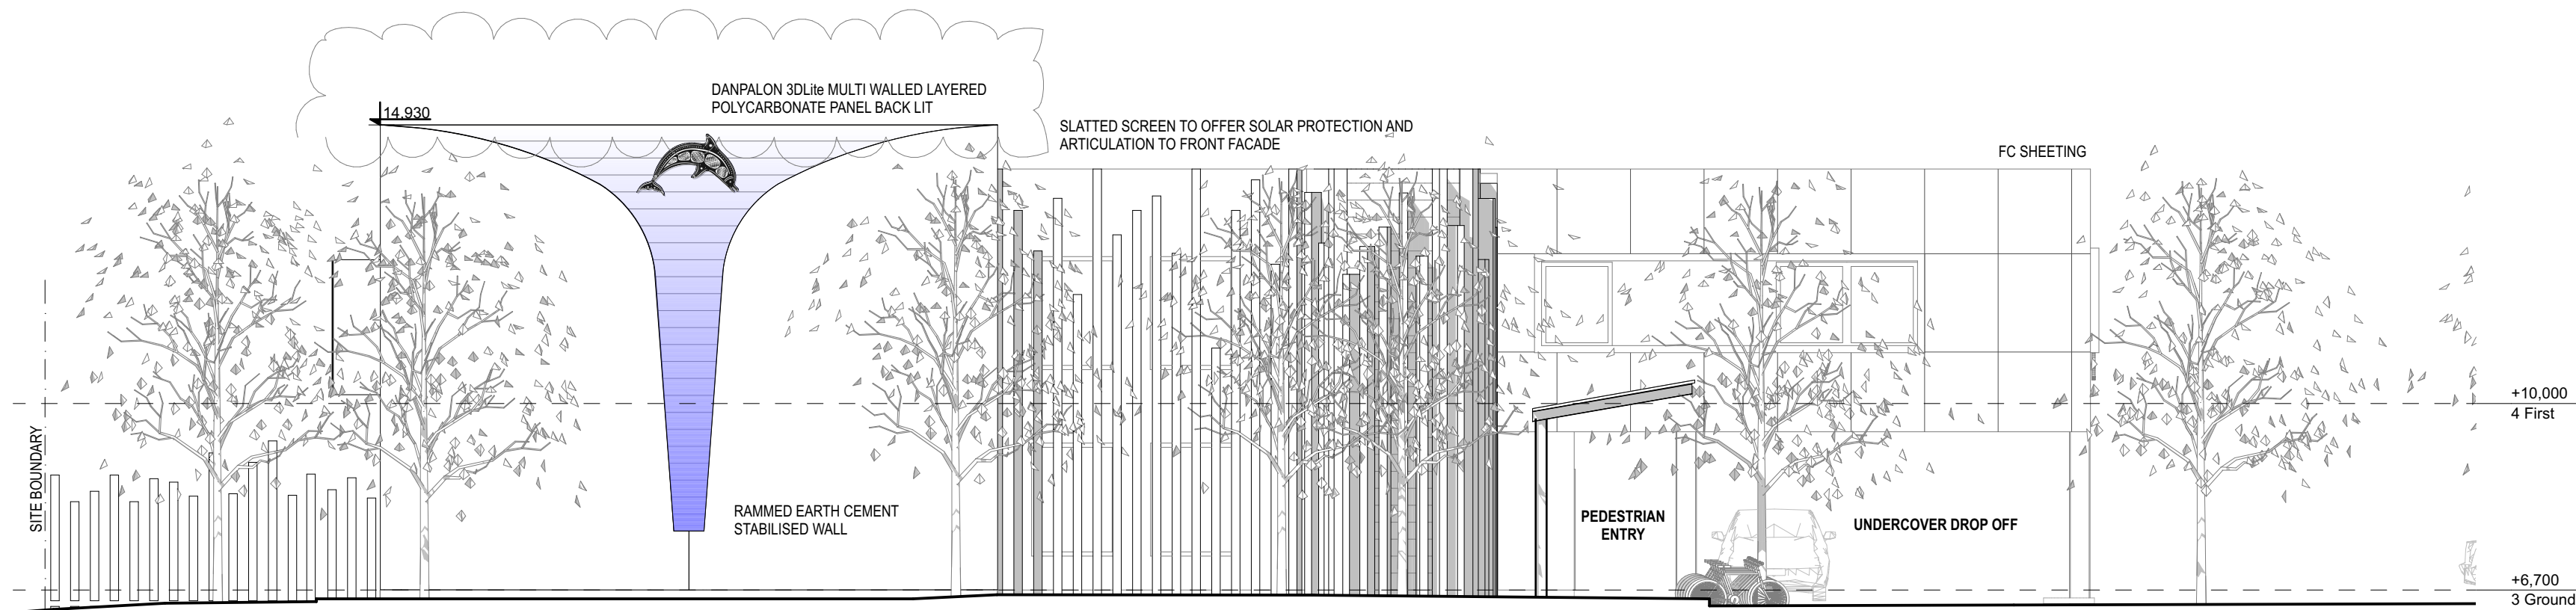 DANPALON 3DLite MULTI WALLED LAYERED
POLYCARBONATE PANEL BACK LIT
14,930
SLATTED SCREEN TO OFFER SOLAR PROTECTION AND
ARTICULATION TO FRONT FACADE
FC SHEETING
+10,000
4 First
SITE BOUNDARY
RAMMED EARTH CEMENT
STABILISED WALL
PEDESTRIAN
ENTRY
UNDERCOVER DROP OFF
+6,700
3 Ground